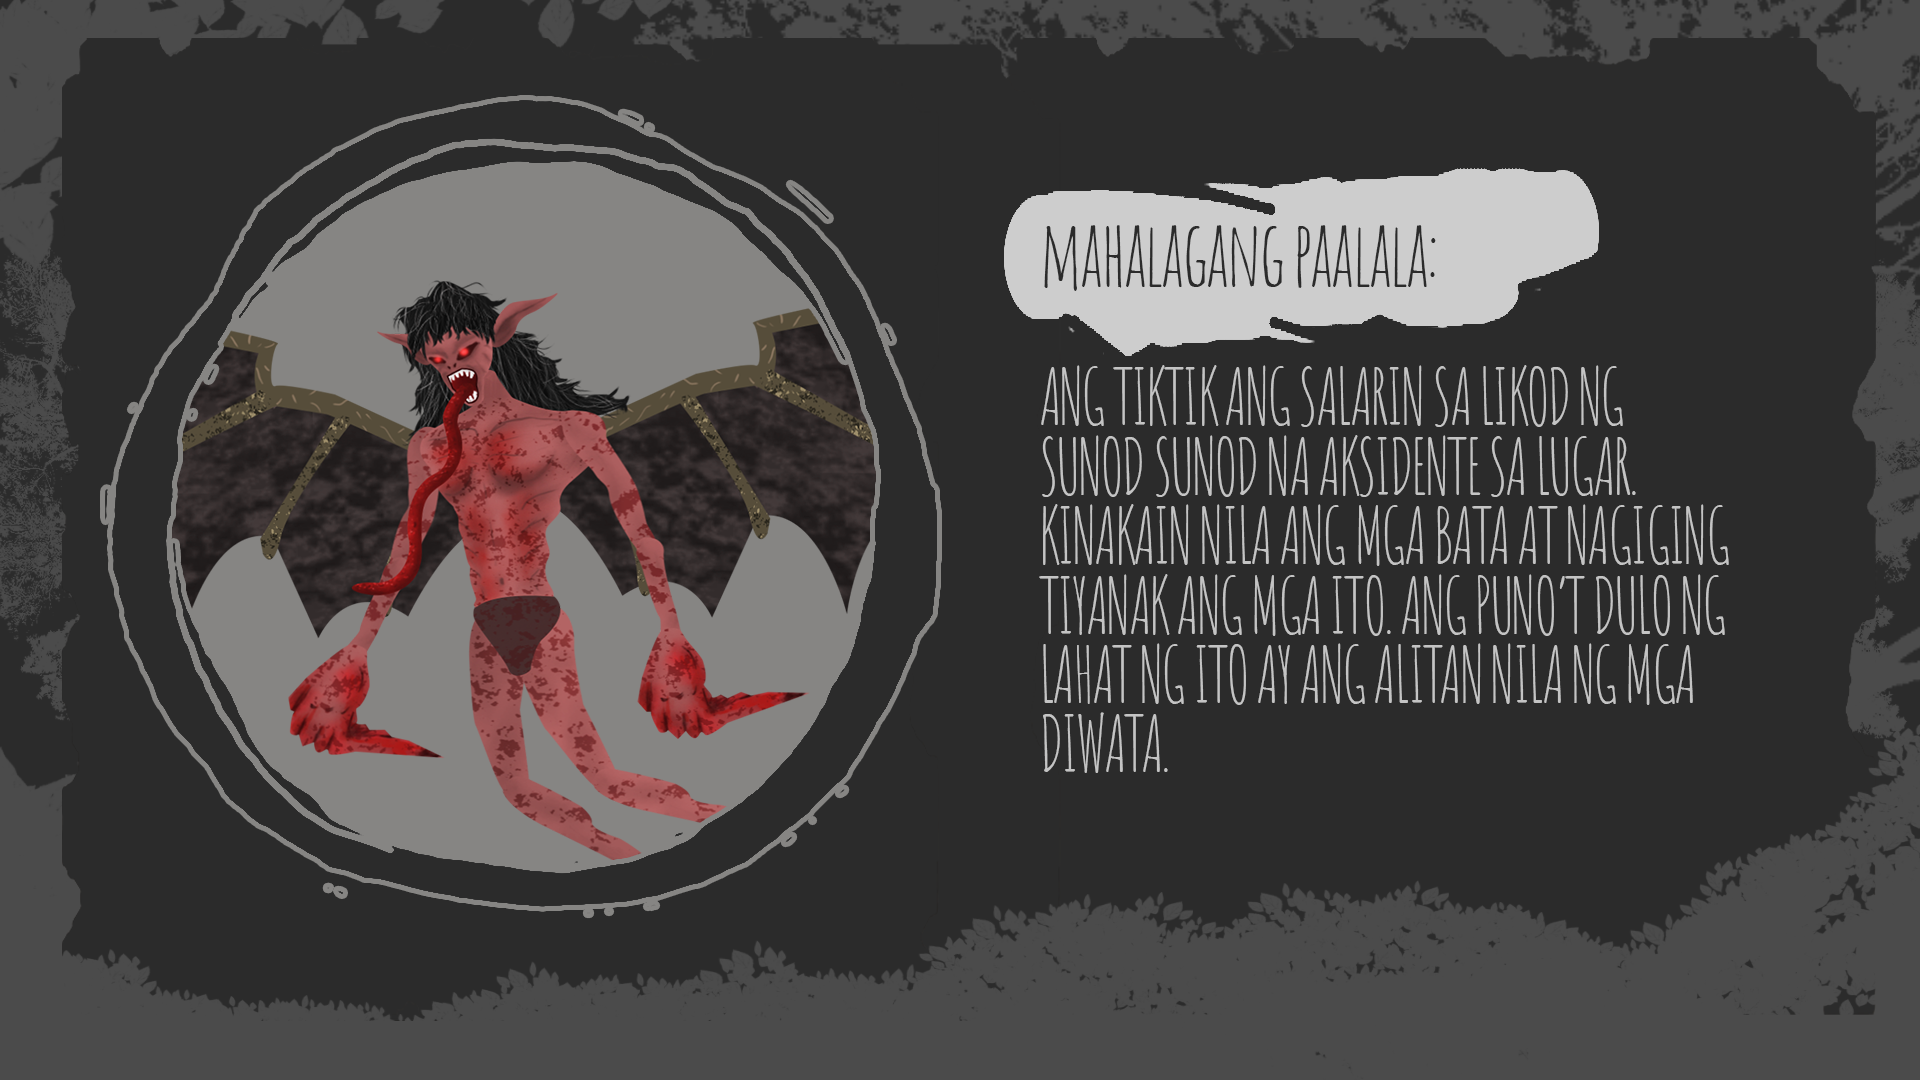 MAHALAGANG PAALALA:
ANG TIKTIK ANG SALARIN SA LIKOD NG
SUNOD SUNOD NA AKSIDENTE SA LUGAR.
KINAKAIN NILA ANG MGA BATA AT NAGIGING
TIYANAK ANG MGA ITO. ANG PUNO'T DULO NG
LAHAT NG ITO AY ANG ALITAN NILA NG MGA
DIWATA.